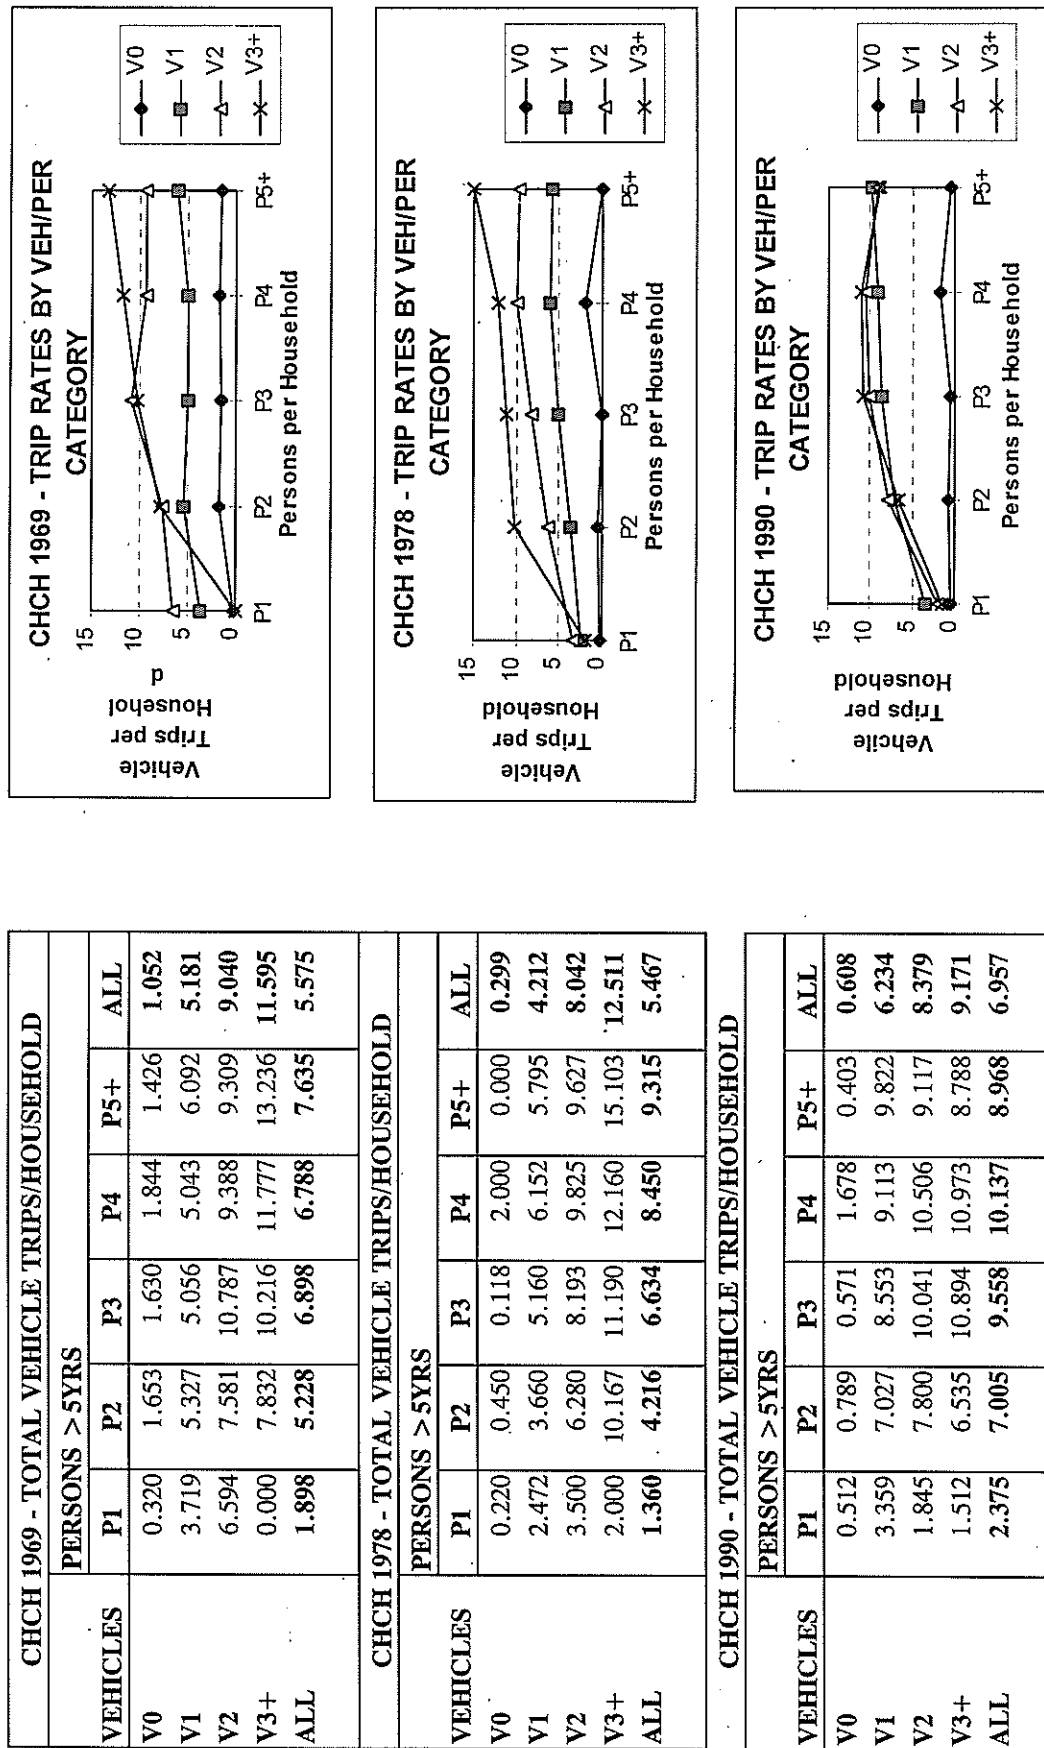 CHCH 1969 - TOTAL VEHICLE TRIPS/HOUSEHOLD
PERSONS > 5YRS
VEHICLES P1 P2 P3 P4 P5+ ALL
V0 0.320 1.653 1.630 1.844 1.426 1.052
V1 3.719 5.327 5.056 5.043 6.092 5.181
V2 6.594 7.581 10.787 9.388 9.309 9.040
V3+ 0.000 7.832 10.216 11.777 13.236 11.595
ALL 1.898 5.228 6.898 6.788 7.635 5.575
CHCH 1978 - TOTAL VEHICLE TRIPS/HOUSEHOLD
PERSONS > 5YRS
VEHICLES P1 P2 P3 P4 P5+ ALL
V0 0.220 0.450 0.118 2.000 0.000 0.299
V1 2.472 3.660 5.160 6.152 5.795 4.212
V2 3.500 6.280 8.193 9.825 9.627 8.042
V3+ 2.000 10.167 11.190 12.160 15.103 12.511
ALL 1.360 4.216 6.634 8.450 9.315 5.467
CHCH 1990 - TOTAL VEHICLE TRIPS/HOUSEHOLD
PERSONS > 5YRS
VEHICLES P1 P2 P3 P4 P5+ ALL
V0 0.512 0.789 0.571 1.678 0.403 0.608
V1 3.359 7.027 8.553 9.113 9.822 6.234
V2 1.845 7.800 10.041 10.506 9.117 8.379
V3+ 1.512 6.535 10.894 10.973 8.788 9.171
ALL 2.375 7.005 9.558 10.137 8.968 6.957
CHCH 1969 - TRIP RATES BY VEH/PER
CATEGORY
Vehicle
Trips per
Househol
d
15
10
5
0
P1 P2 P3 P4 P5+
Persons per Household
V0
V1
V2
V3+
CHCH 1978 - TRIP RATES BY VEH/PER
CATEGORY
Vehicle
Trips per
Household
15
10
5
0
P1 P2 P3 P4 P5+
Persons per Household
V0
V1
V2
V3+
CHCH 1990 - TRIP RATES BY VEH/PER
CATEGORY
Vehcile
Trips per
Household
15
10
5
0
P1 P2 P3 P4 P5+
Persons per Household
V0
V1
V2
V3+